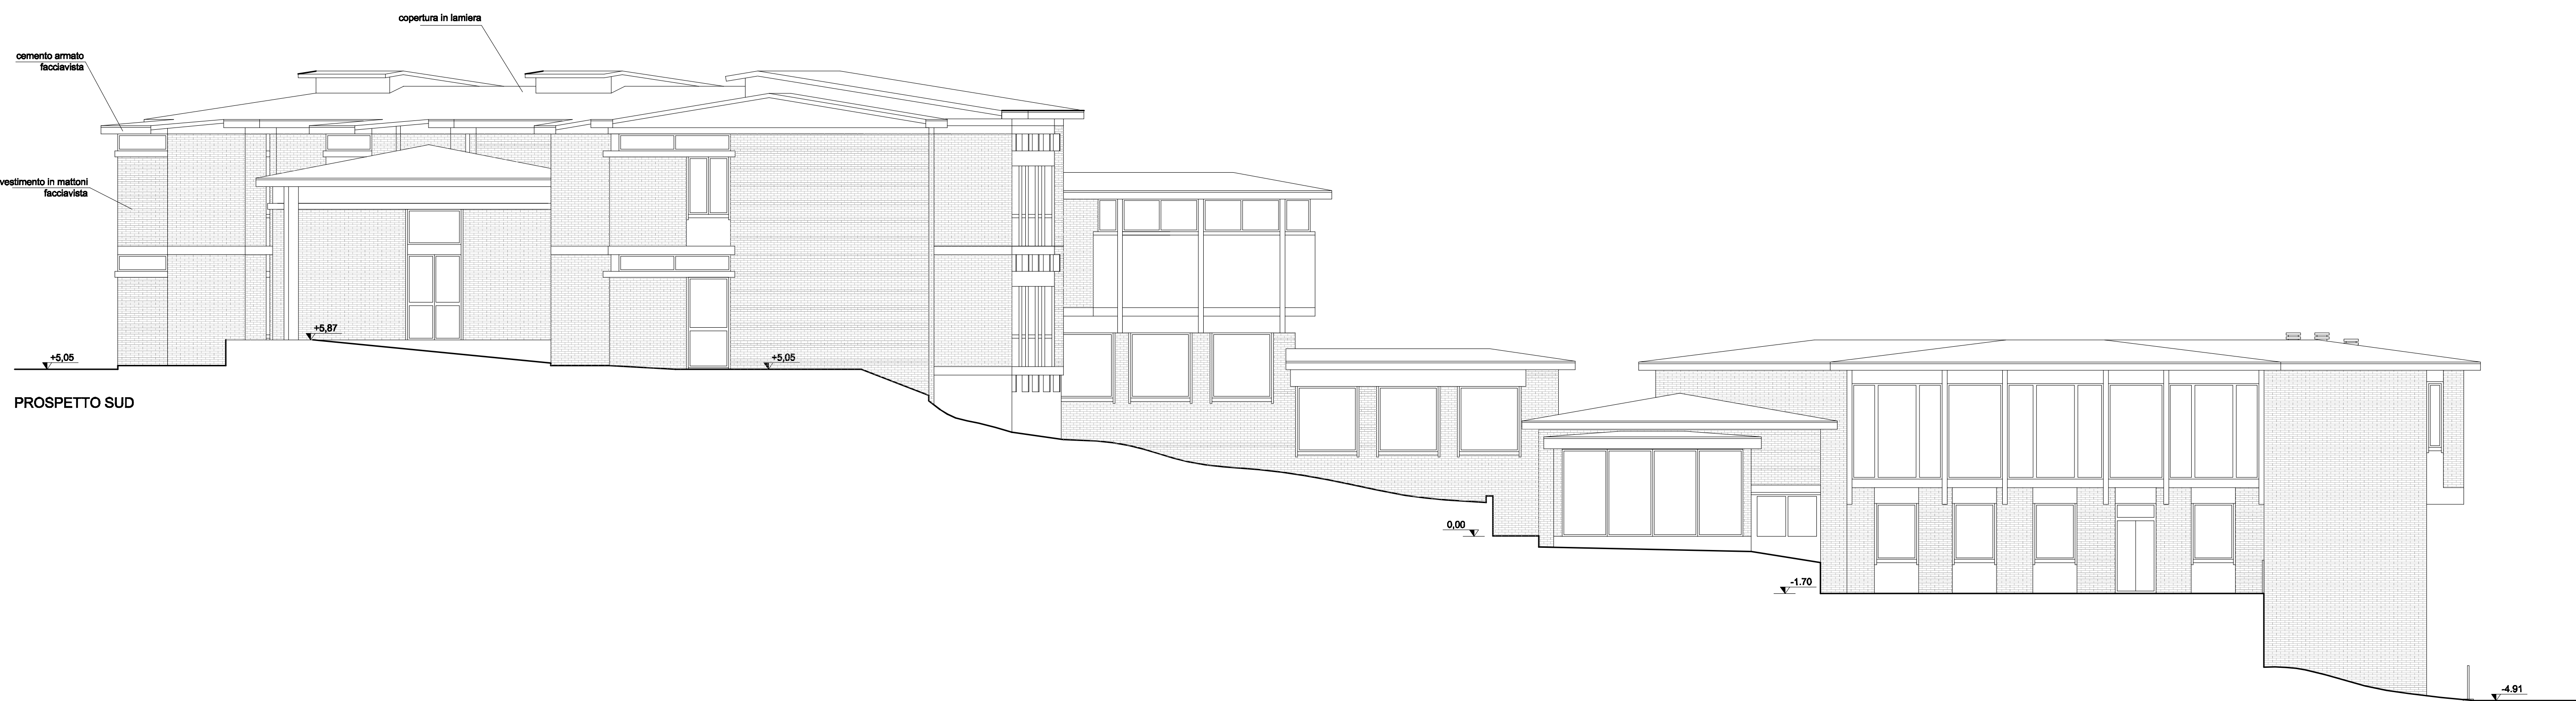 copertura in lamiera
cemento armato
facciavista
vestimento in mattoni
facciavista
+5,87
+5,05
+5,05
PROSPETTO SUD
0,00
-1.70
-4.91